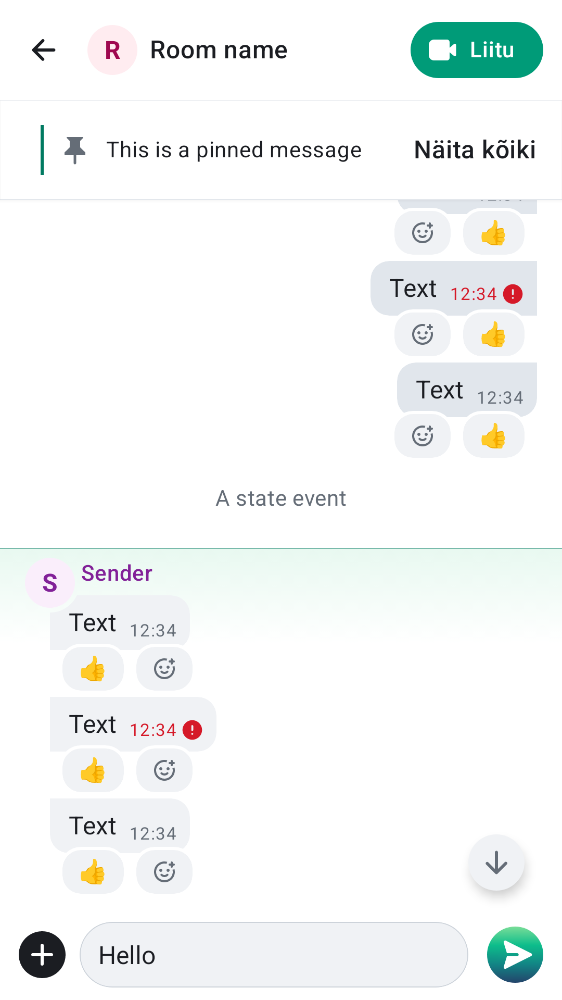 R Room name Liitu
This is a pinned message Näita kõiki
Text 12:34
Text 12:34
A state event
S Sender
Text 12:34
Text 12:34
Text 12:34
Hello